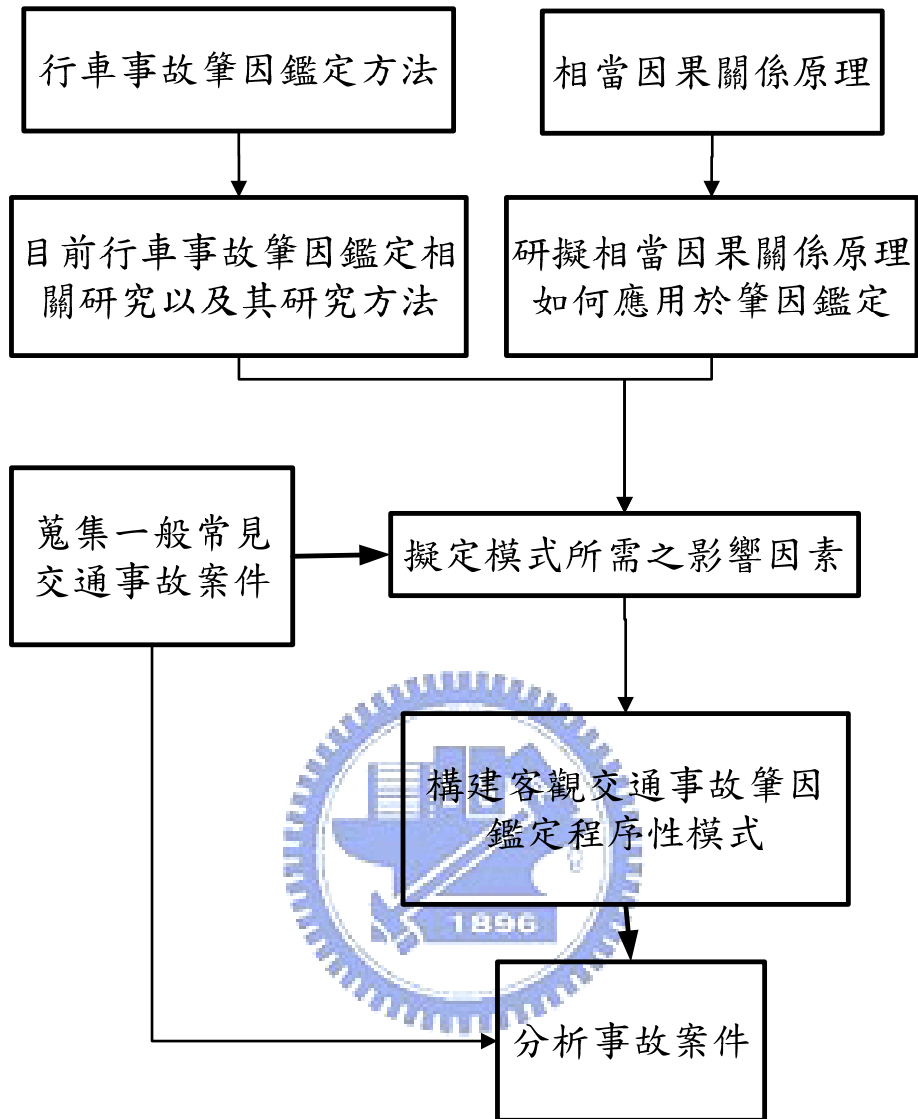 行車事故肇因鑑定方法
相當因果關係原理
目前行車事故肇因鑑定相
關研究以及其研究方法
研擬相當因果關係原理
如何應用於肇因鑑定
蒐集一般常見
交通事故案件
擬定模式所需之影響因素
構建客觀交通事故肇因
鑑定程序性模式
1896
分析事故案件